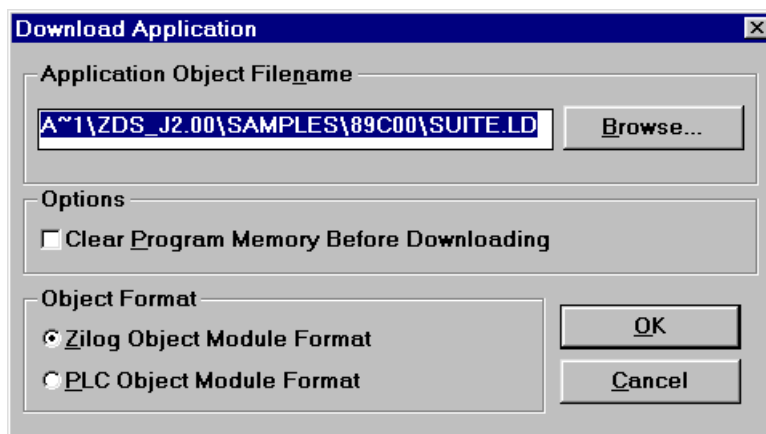 Download Application
Application Object Filename
A~1\ZDS_J2.00\SAMPLES\89C00\SUITE.LD
Browse...
Options
Clear Program Memory Before Downloading
Object Format
Zilog Object Module Format
PLC Object Module Format
OK
Cancel